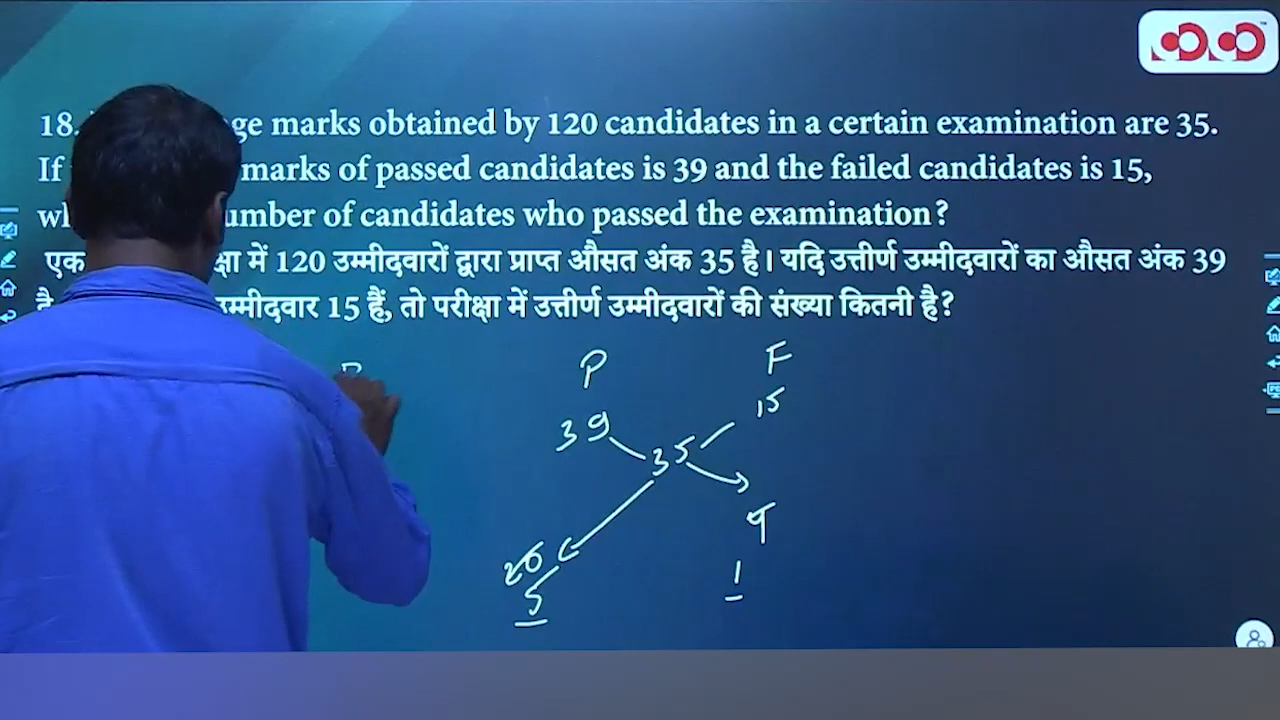 18. ge marks obtained by 120 candidates in a certain examination are 35.
If marks of passed candidates is 39 and the failed candidates is 15,
umber of candidates who passed the examination?
एक में 120 उम्मीदवारों द्वारा प्राप्त औसत अंक 35 है। यदि उत्तीर्ण उम्मीदवारों का औसत अंक 39
उम्मीदवार 15 हैं, तो परीक्षा में उत्तीर्ण उम्मीदवारों की संख्या कितनी है?
P F
39 15
35
20 4
5 1